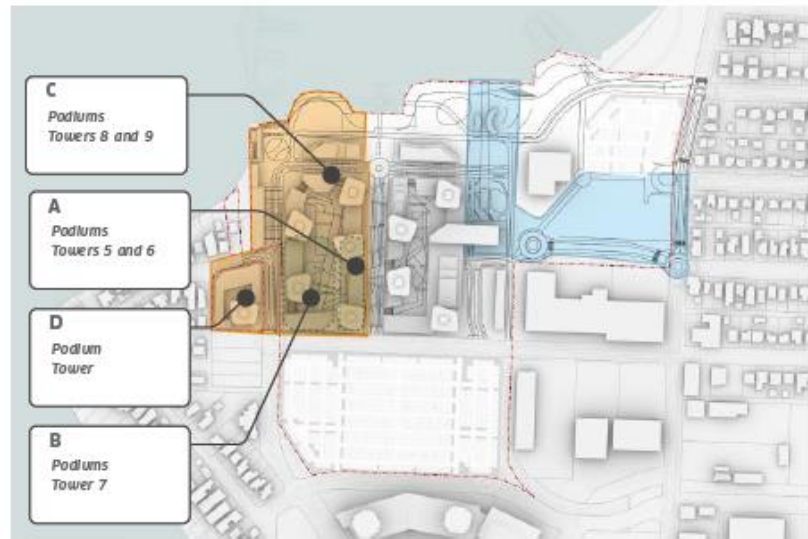 C
Podiums
Towers 8 and 9
A
Podiums
Towers 5 and 6
D
Podium
Tower
B
Podiums
Tower 7